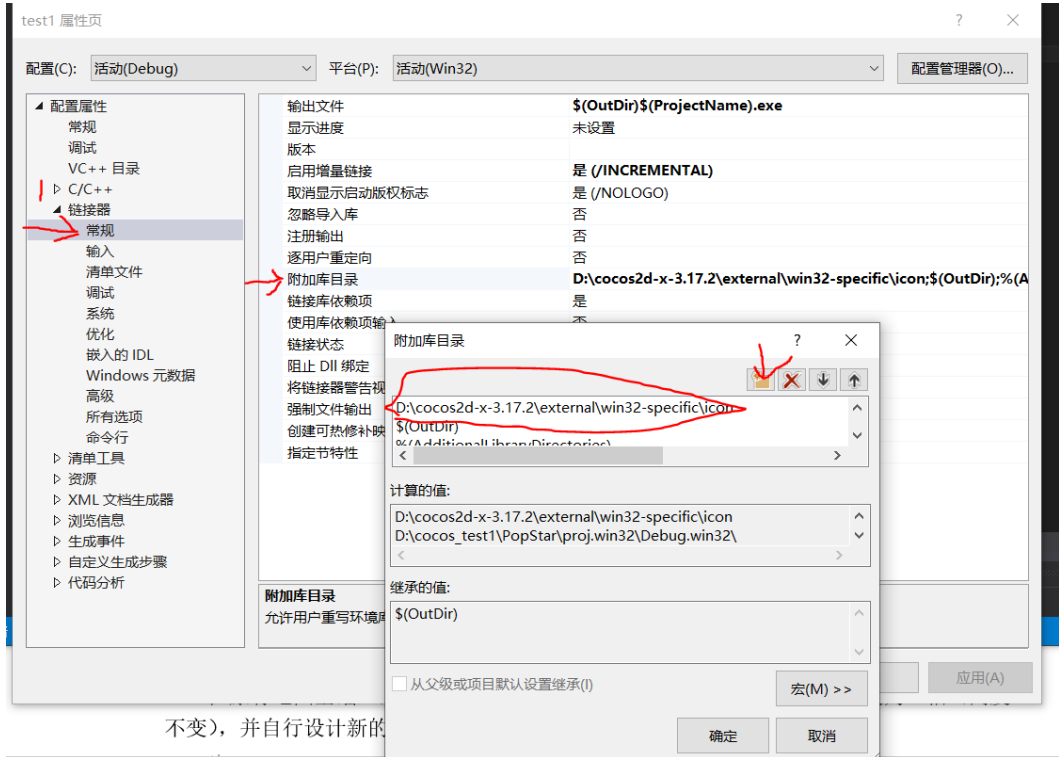 test1 属性页
配置(C): 活动(Debug) 平台(P): 活动(Win32) 配置管理器(O)...
配置属性
常规
调试
VC++ 目录
C/C++
链接器
常规
输入
清单文件
调试
系统
优化
嵌入的 IDL
Windows 元数据
高级
所有选项
命令行
清单工具
资源
XML 文档生成器
浏览信息
生成事件
自定义生成步骤
代码分析
输出文件 $(OutDir)$(ProjectName).exe
显示进度 未设置
版本
启用增量链接 是 (/INCREMENTAL)
取消显示启动版权标志 是 (/NOLOGO)
忽略导入库 否
注册输出 否
逐用户重定向 否
附加库目录 D:\cocos2d-x-3.17.2\external\win32-specific\icon;$(OutDir);%(A
链接库依赖项 是
使用库依赖项输入 否
链接状态
阻止 Dll 绑定
将链接器警告视
强制文件输出
创建可热修补映
指定节特性
附加库目录
允许用户重写环境库
附加库目录
D:\cocos2d-x-3.17.2\external\win32-specific\icon
$(OutDir)
%(AdditionalLibraryDirectories)
计算的值:
D:\cocos2d-x-3.17.2\external\win32-specific\icon
D:\cocos_test1\PopStar\proj.win32\Debug.win32\
继承的值:
$(OutDir)
从父级或项目默认设置继承(I)
宏(M) >>
确定 取消
应用(A)
不变），并自行设计新的